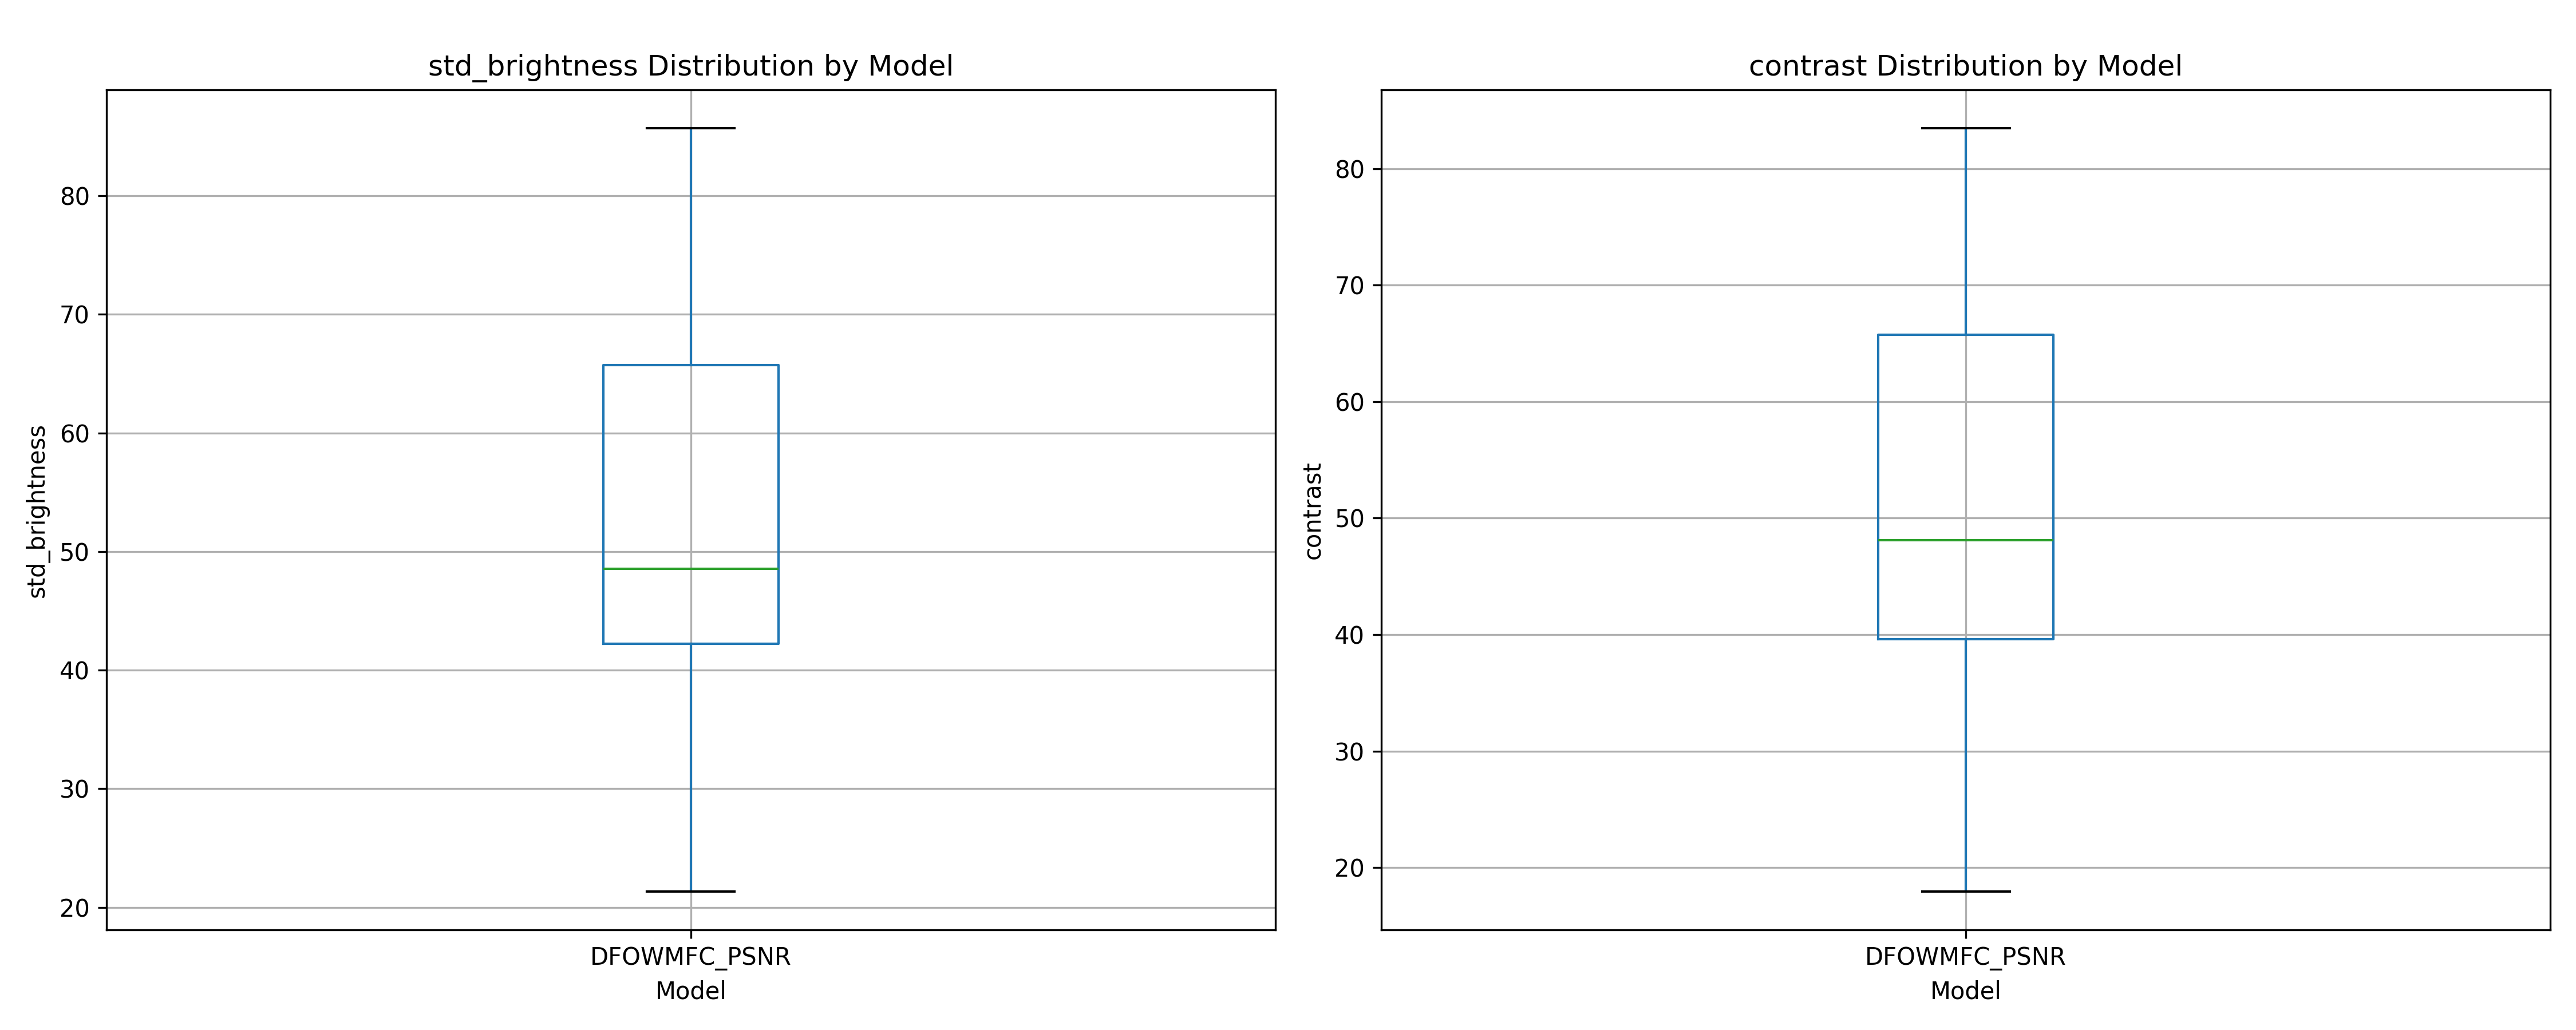 std_brightness Distribution by Model
80
70
60
50
40
30
20
std_brightness
DFOWMFC_PSNR
Model
contrast Distribution by Model
80
70
60
50
40
30
20
contrast
DFOWMFC_PSNR
Model